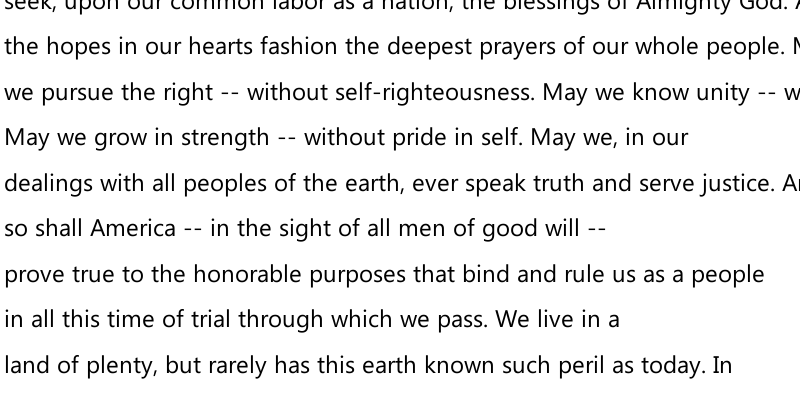 seek, upon our common labor as a nation, the blessings of Almighty God.
the hopes in our hearts fashion the deepest prayers of our whole people.
we pursue the right -- without self-righteousness. May we know unity --
May we grow in strength -- without pride in self. May we, in our
dealings with all peoples of the earth, ever speak truth and serve justice.
so shall America -- in the sight of all men of good will --
prove true to the honorable purposes that bind and rule us as a people
in all this time of trial through which we pass. We live in a
land of plenty, but rarely has this earth known such peril as today. In